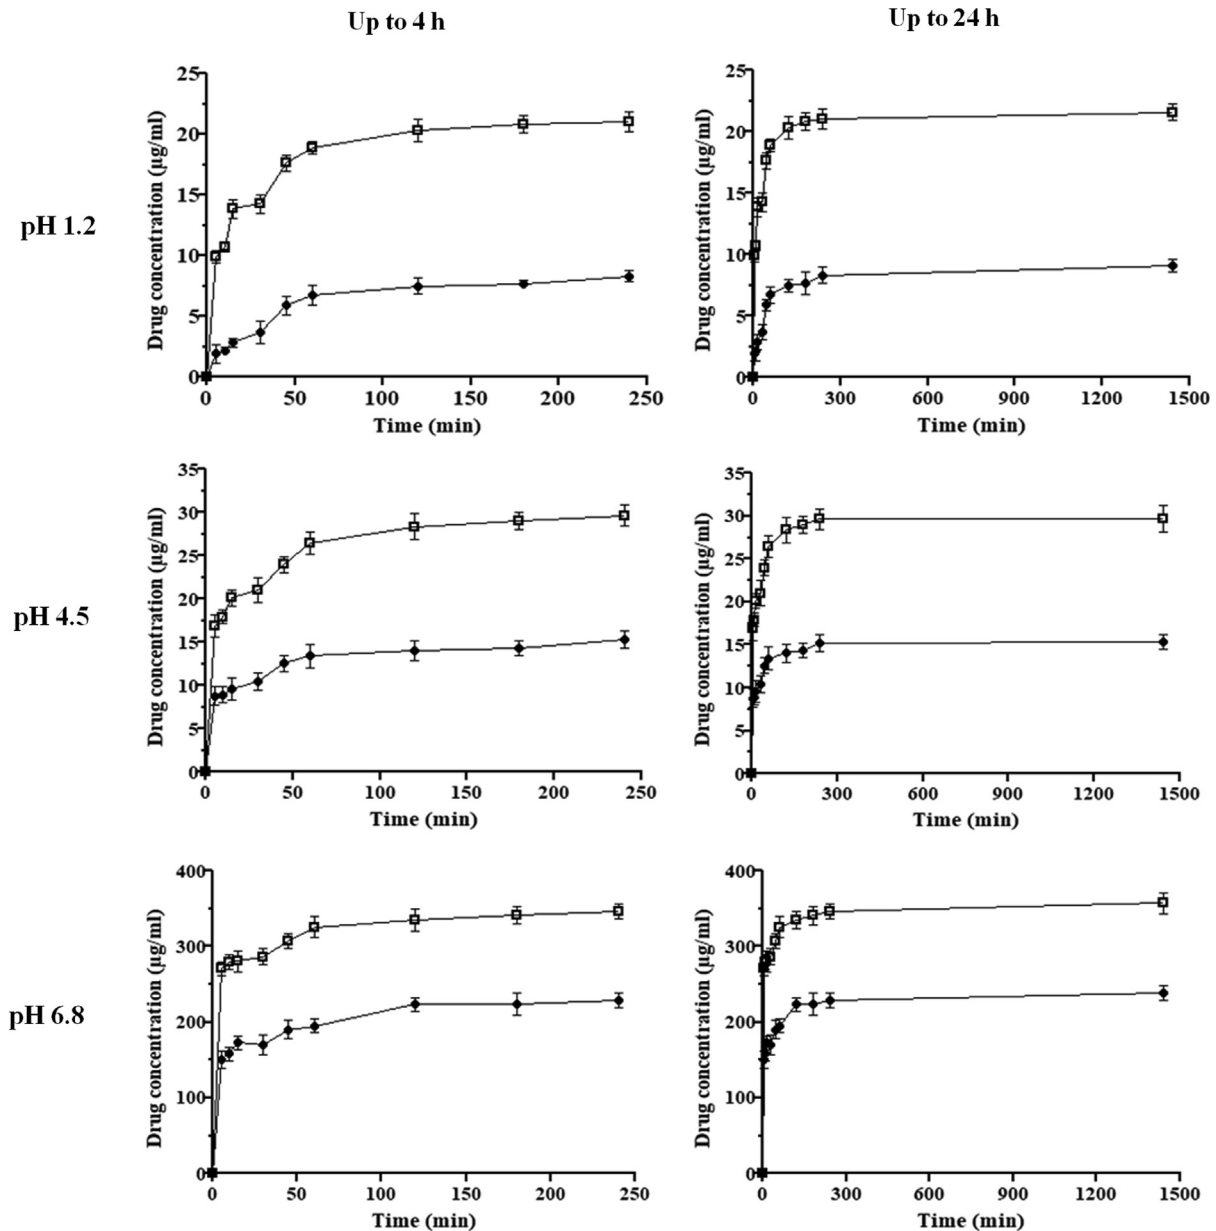 Up to 4 h
Up to 24 h
pH 1.2
Drug concentration (µg/ml)
25
20
15
10
5
0
0 50 100 150 200 250
Time (min)
Drug concentration (µg/ml)
25
20
15
10
5
0
0 300 600 900 1200 1500
Time (min)
pH 4.5
Drug concentration (µg/ml)
35
30
25
20
15
10
5
0
0 50 100 150 200 250
Time (min)
Drug concentration (µg/ml)
35
30
25
20
15
10
5
0
0 300 600 900 1200 1500
Time (min)
pH 6.8
Drug concentration (µg/ml)
400
300
200
100
0
0 50 100 150 200 250
Time (min)
Drug concentration (µg/ml)
400
300
200
100
0
0 300 600 900 1200 1500
Time (min)